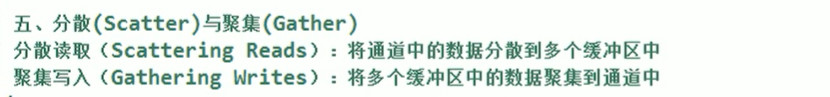 五、分散(Scatter)与聚集(Gather)
分散读取（Scattering Reads）：将通道中的数据分散到多个缓冲区中
聚集写入（Gathering Writes）：将多个缓冲区中的数据聚集到通道中